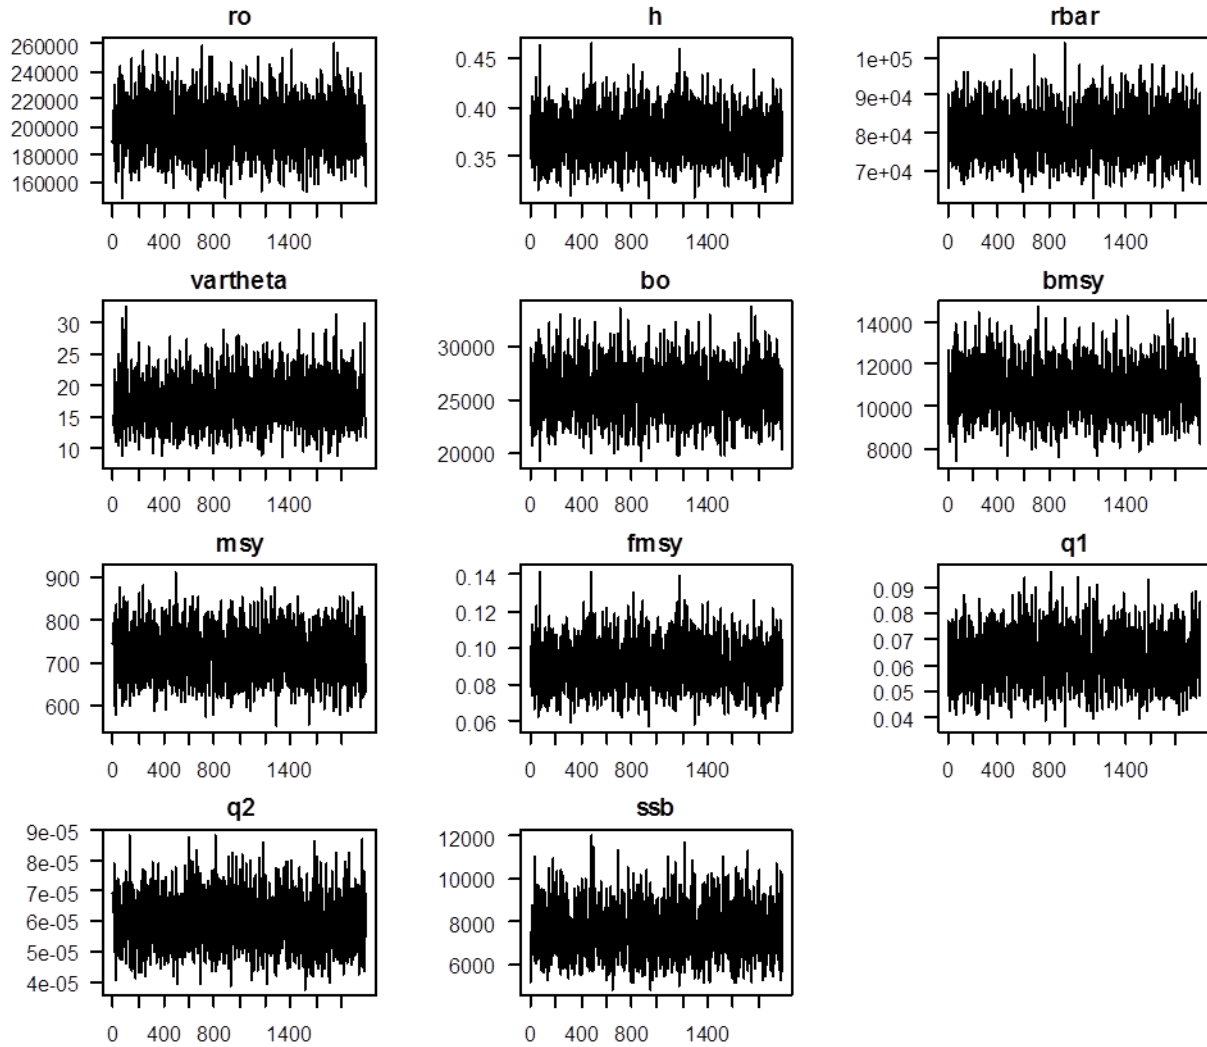 ro
260000
240000
220000
200000
180000
160000
0 400 800 1400
h
0.45
0.40
0.35
0 400 800 1400
rbar
1e+05
9e+04
8e+04
7e+04
0 400 800 1400
vartheta
30
25
20
15
10
0 400 800 1400
bo
30000
25000
20000
0 400 800 1400
bmsy
14000
12000
10000
8000
0 400 800 1400
msy
900
800
700
600
0 400 800 1400
fmsy
0.14
0.12
0.10
0.08
0.06
0 400 800 1400
q1
0.09
0.08
0.07
0.06
0.05
0.04
0 400 800 1400
q2
9e-05
8e-05
7e-05
6e-05
5e-05
4e-05
0 400 800 1400
ssb
12000
10000
8000
6000
0 400 800 1400